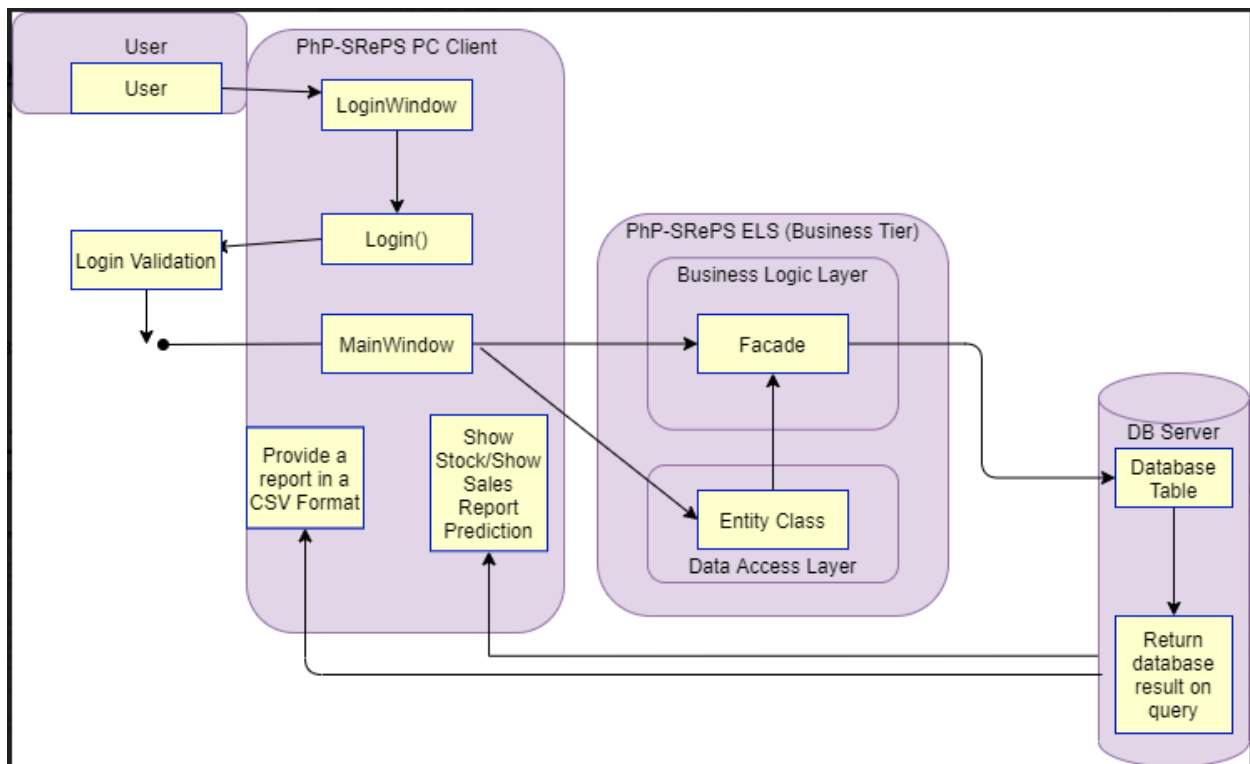 User
User
PhP-SRePS PC Client
LoginWindow
Login()
Login Validation
MainWindow
Provide a
report in a
CSV Format
Show
Stock/Show
Sales
Report
Prediction
PhP-SRePS ELS (Business Tier)
Business Logic Layer
Facade
Entity Class
Data Access Layer
DB Server
Database
Table
Return
database
result on
query